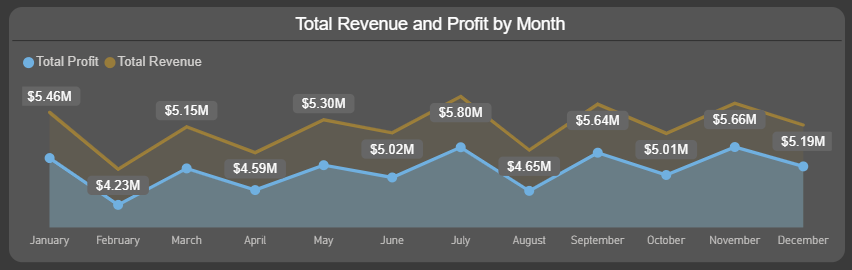 Total Revenue and Profit by Month
Total Profit Total Revenue
$5.46M $4.23M $5.15M $4.59M $5.30M $5.02M $5.80M $4.65M $5.64M $5.01M $5.66M $5.19M
January February March April May June July August September October November December